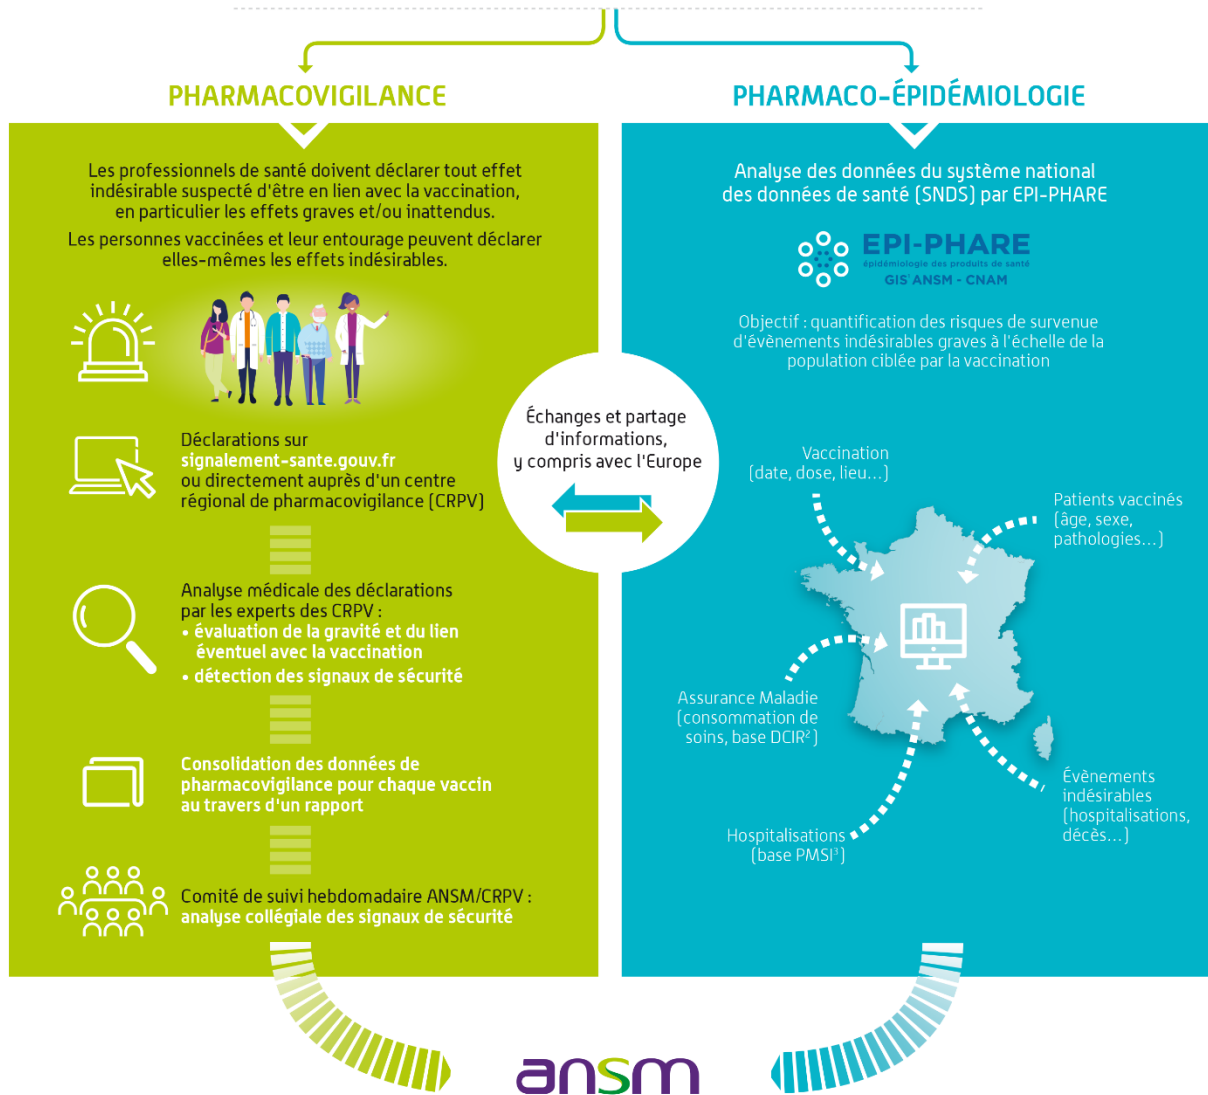 PHARMACOVIGILANCE
Les professionnels de santé doivent déclarer tout effet
indésirable suspecté d'être en lien avec la vaccination,
en particulier les effets graves et/ou inattendus.
Les personnes vaccinées et leur entourage peuvent déclarer
elles-mêmes les effets indésirables.
Déclarations sur
signalement-sante.gouv.fr
ou directement auprès d'un centre
régional de pharmacovigilance (CRPV)
Analyse médicale des déclarations
par les experts des CRPV :
• évaluation de la gravité et du lien
éventuel avec la vaccination
• détection des signaux de sécurité
Consolidation des données de
pharmacovigilance pour chaque vaccin
au travers d'un rapport
Comité de suivi hebdomadaire ANSM/CRPV :
analyse collégiale des signaux de sécurité
Échanges et partage
d'informations,
y compris avec l'Europe
PHARMACO-ÉPIDÉMIOLOGIE
Analyse des données du système national
des données de santé (SNDS) par EPI-PHARE
EPI-PHARE
épidémiologie des produits de santé
GIS¹ ANSM - CNAM
Objectif : quantification des risques de survenue
d'évènements indésirables graves à l'échelle de la
population ciblée par la vaccination
Vaccination
(date, dose, lieu...)
Patients vaccinés
(âge, sexe,
pathologies...)
Assurance Maladie
(consommation de
soins, base DCIR²)
Évènements
indésirables
(hospitalisations,
décès...)
Hospitalisations
(base PMSI³)
ansm